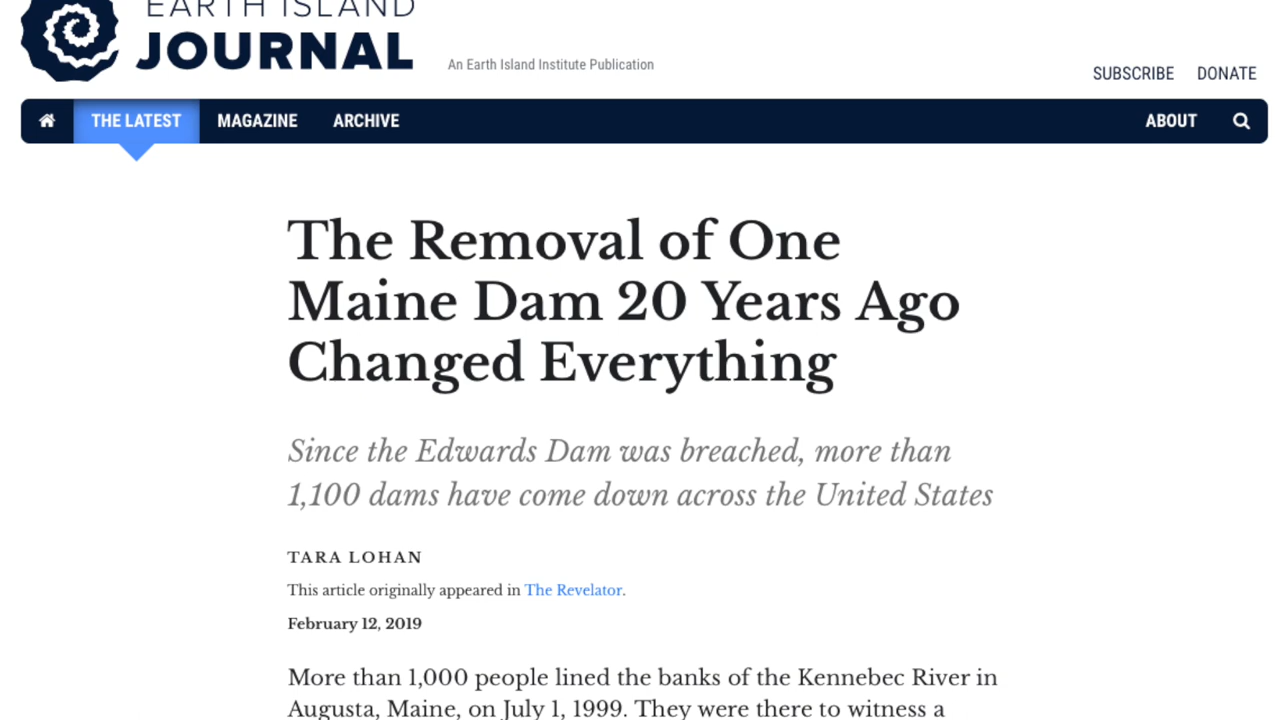 EARTH ISLAND
JOURNAL
An Earth Island Institute Publication
SUBSCRIBE DONATE
THE LATEST MAGAZINE ARCHIVE ABOUT
The Removal of One
Maine Dam 20 Years Ago
Changed Everything
Since the Edwards Dam was breached, more than
1,100 dams have come down across the United States
TARA LOHAN
This article originally appeared in The Revelator.
February 12, 2019
More than 1,000 people lined the banks of the Kennebec River in
Augusta, Maine, on July 1, 1999. They were there to witness a